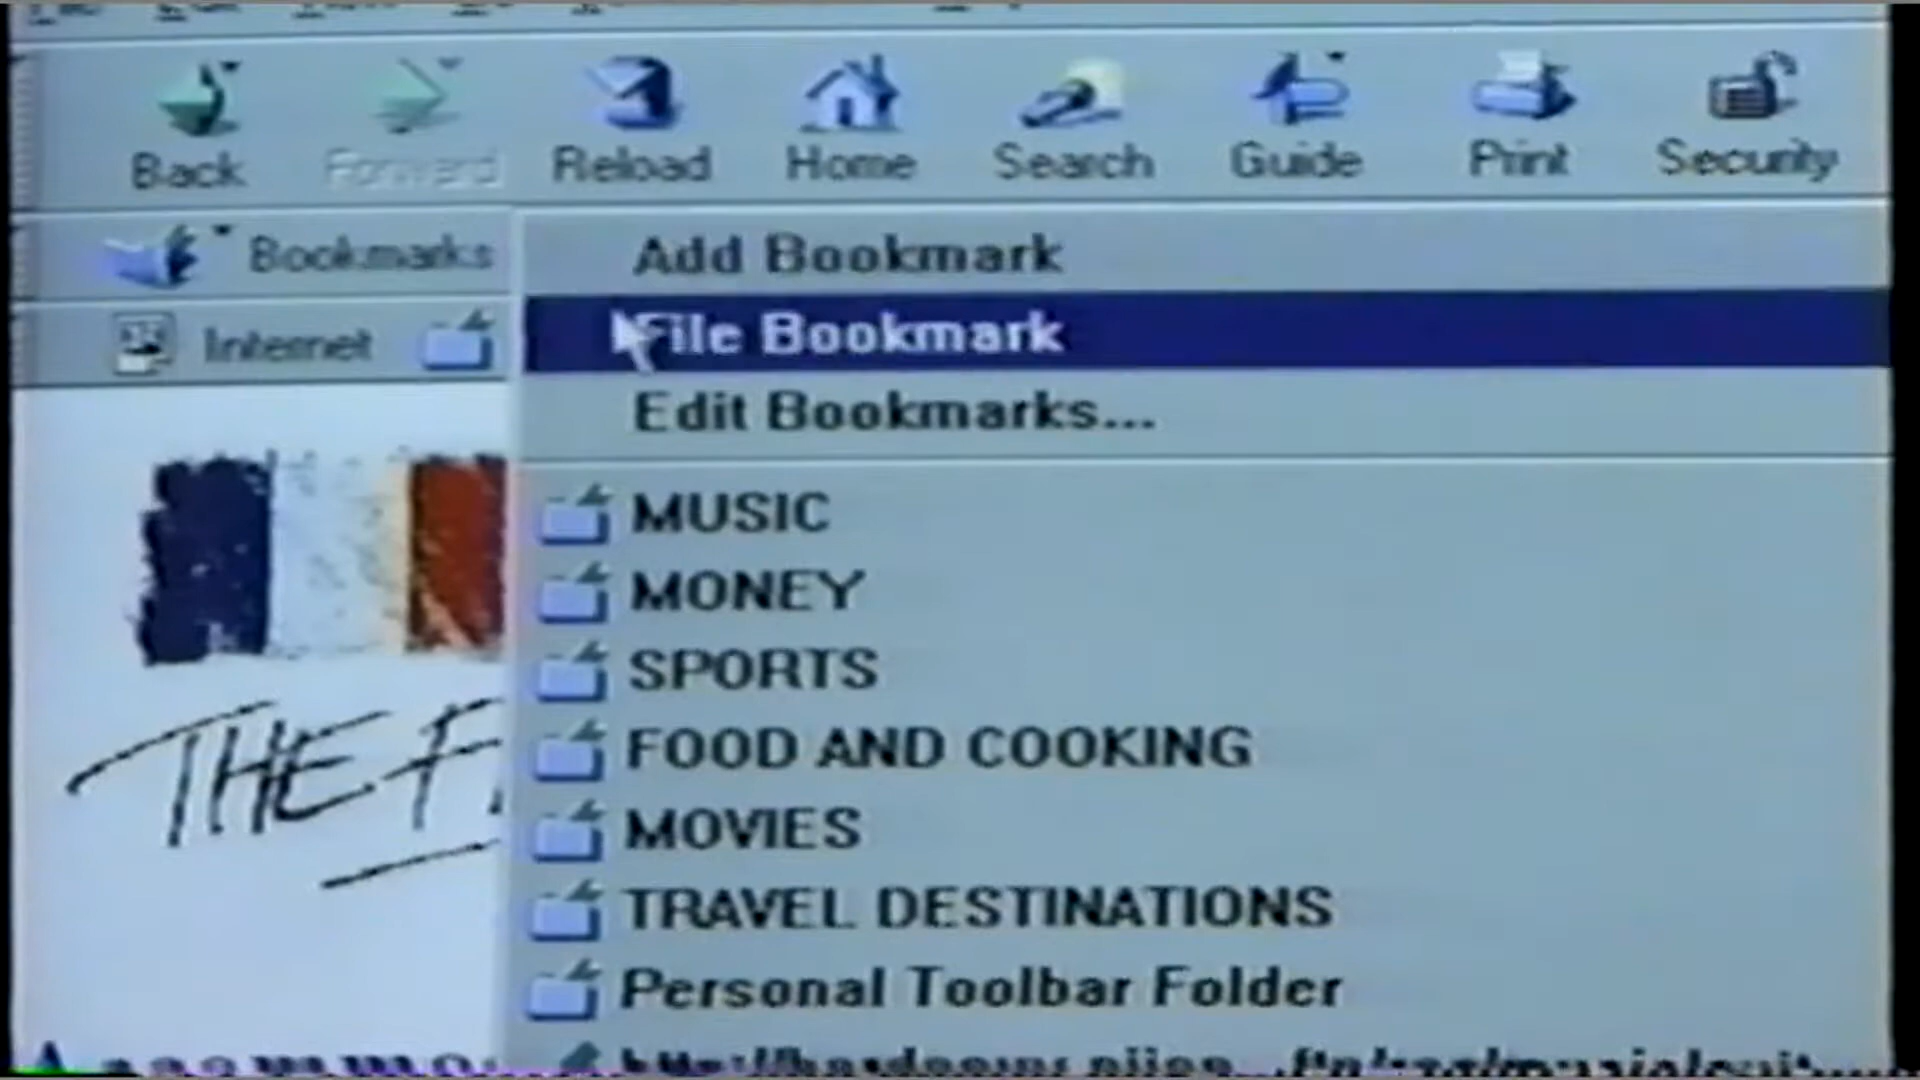 Back Forward Reload Home Search Guide Print Security
Bookmarks
Add Bookmark
File Bookmark
Internet
Edit Bookmarks...
MUSIC
MONEY
SPORTS
FOOD AND COOKING
THE F
MOVIES
TRAVEL DESTINATIONS
Personal Toolbar Folder